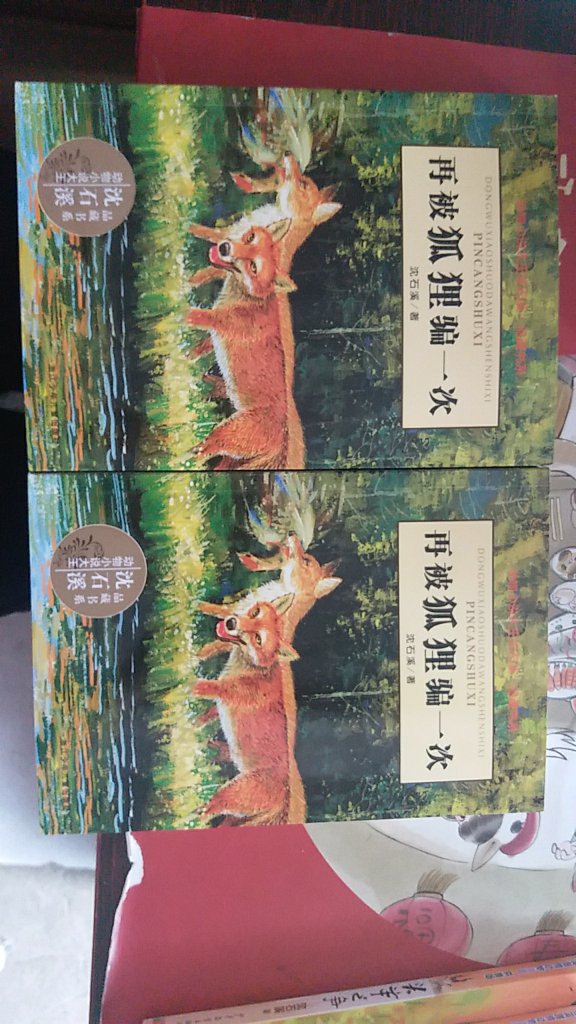 DONGWUXIAOSHUODAWANGSHENSHIXI
PINCANGSHUXI
再被狐狸骗一次
沈石溪/著
动物小说大王
沈石溪
品藏书系
DONGWUXIAOSHUODAWANGSHENSHIXI
PINCANGSHUXI
再被狐狸骗一次
沈石溪/著
动物小说大王
沈石溪
品藏书系